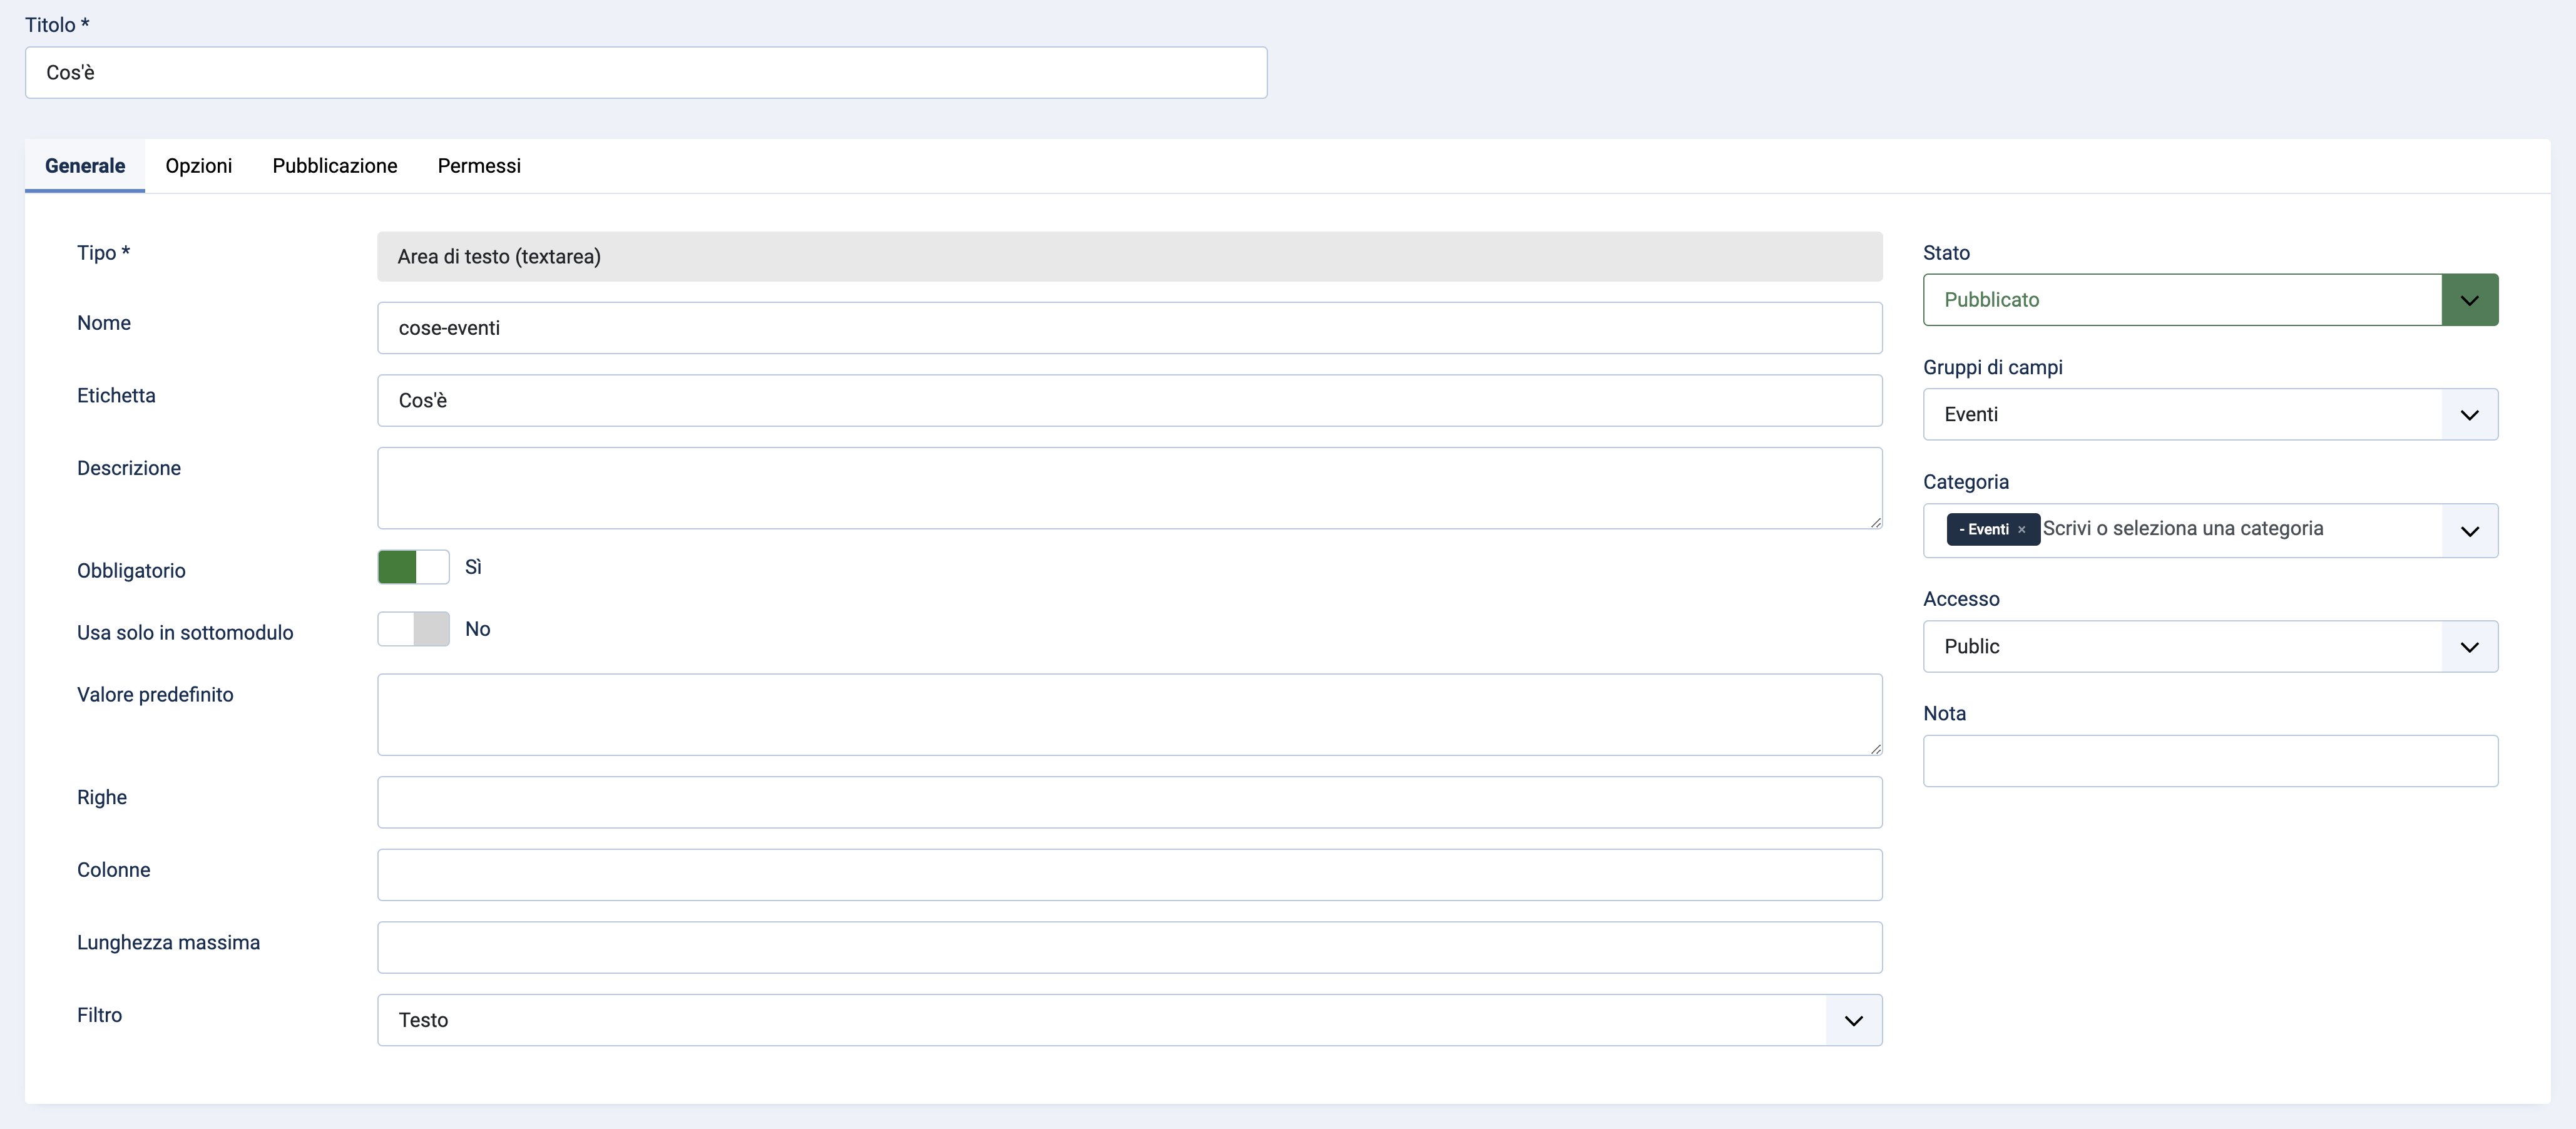 Titolo *
Cos'è
Generale Opzioni Pubblicazione Permessi
Tipo *
Area di testo (textarea)
Nome
cose-eventi
Etichetta
Cos'è
Descrizione
Obbligatorio
Sì
Usa solo in sottomodulo
No
Valore predefinito
Righe
Colonne
Lunghezza massima
Filtro
Testo
Stato
Pubblicato
Gruppi di campi
Eventi
Categoria
- Eventi × Scrivi o seleziona una categoria
Accesso
Public
Nota